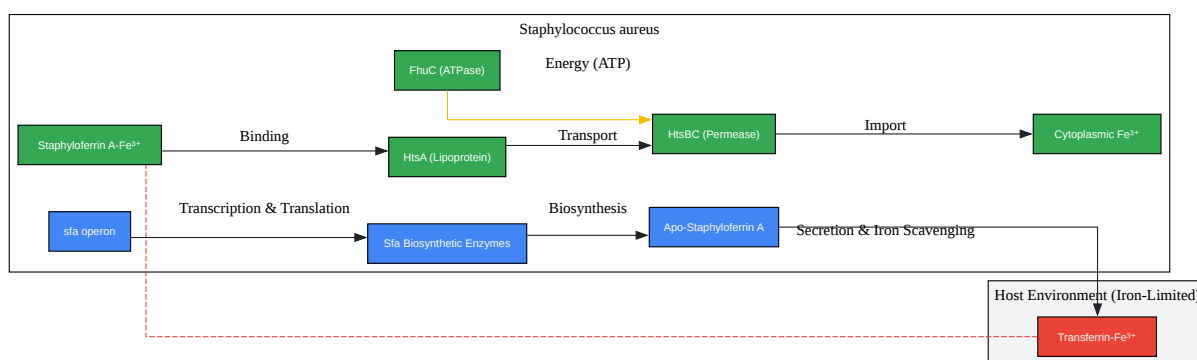 Staphylococcus aureus
FhuC (ATPase)
Energy (ATP)
Staphyloferrin A-Fe³⁺
Binding
HtsA (Lipoprotein)
Transport
HtsBC (Permease)
Import
Cytoplasmic Fe³⁺
sfa operon
Transcription & Translation
Sfa Biosynthetic Enzymes
Biosynthesis
Apo-Staphyloferrin A
Secretion & Iron Scavenging
Host Environment (Iron-Limited)
Transferrin-Fe³⁺